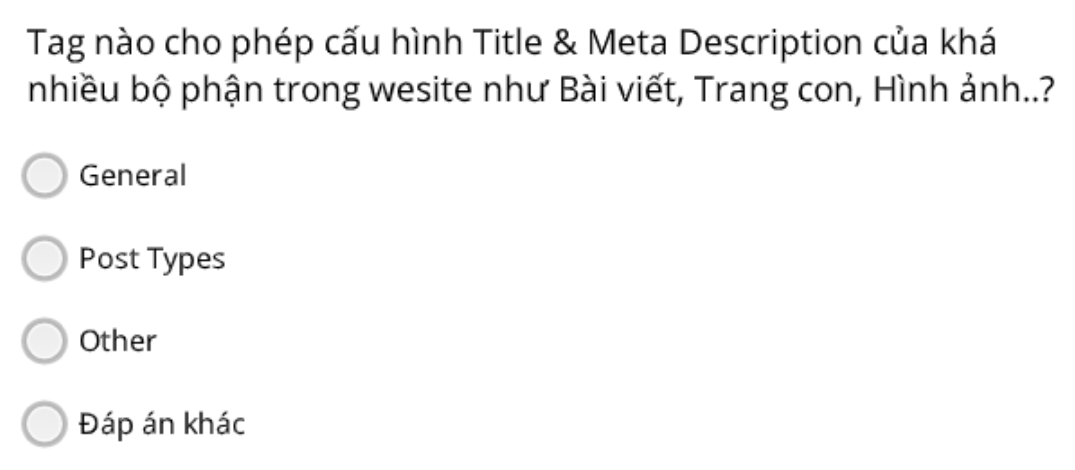 Tag nào cho phép cấu hình Title & Meta Description của khá
nhiều bộ phận trong wesite như Bài viết, Trang con, Hình ảnh..?
General
Post Types
Other
Đáp án khác